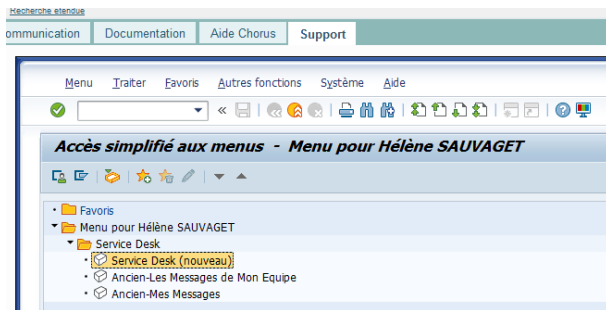 Recherche étendue
ommunication Documentation Aide Chorus Support
Menu Traiter Favoris Autres fonctions Système Aide
Accès simplifié aux menus - Menu pour Hélène SAUVAGET
Favoris
Menu pour Hélène SAUVAGET
Service Desk
Service Desk (nouveau)
Ancien-Les Messages de Mon Equipe
Ancien-Mes Messages